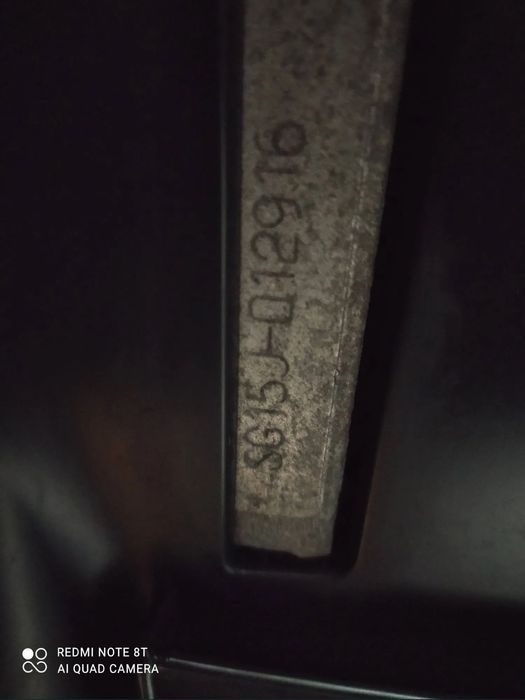 SG15J-012916
REDMI NOTE 8T
AI QUAD CAMERA